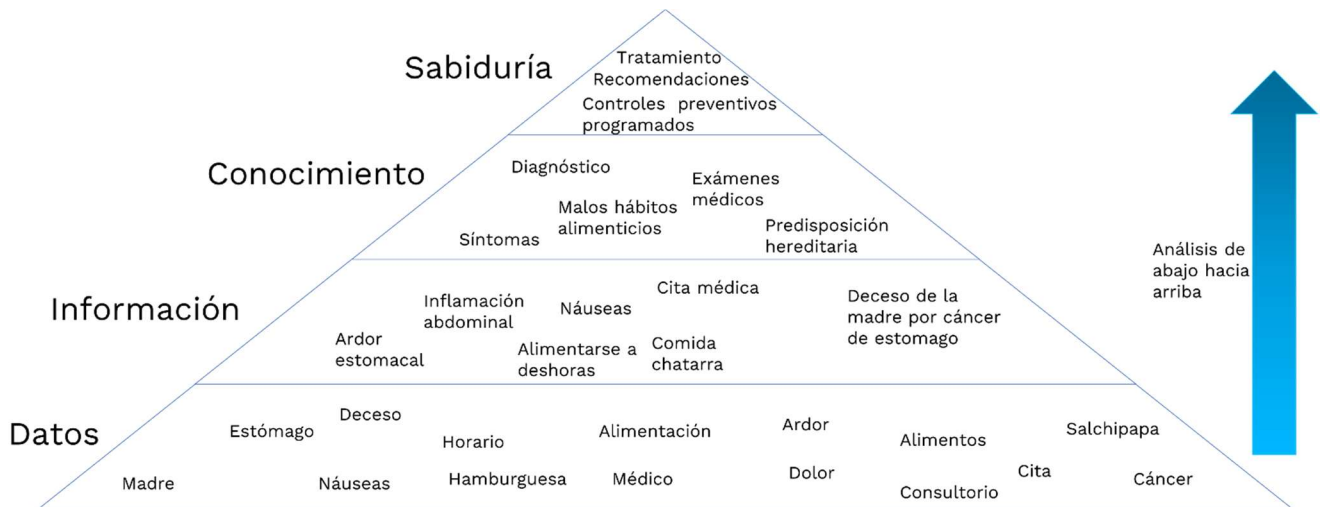 Sabiduría
Tratamiento
Recomendaciones
Controles preventivos
programados
Conocimiento
Diagnóstico
Exámenes
médicos
Malos hábitos
alimenticios
Síntomas
Predisposición
hereditaria
Información
Cita médica
Inflamación
abdominal
Náuseas
Deceso de la
madre por cáncer
de estomago
Ardor
estomacal
Alimentarse a
deshoras
Comida
chatarra
Datos
Deceso
Estómago
Horario
Alimentación
Ardor
Alimentos
Salchipapa
Madre
Náuseas
Hamburguesa
Médico
Dolor
Consultorio
Cita
Cáncer
Análisis de
abajo hacia
arriba